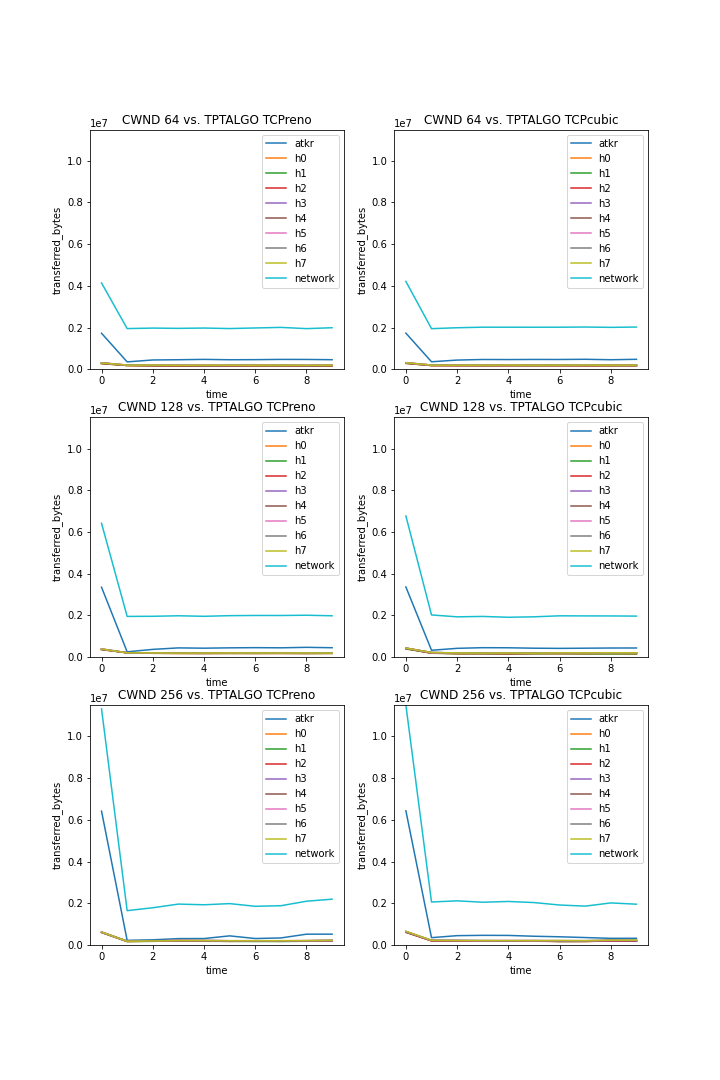 CWND 64 vs. TPTALGO TCPreno
1e7
transferred_bytes
1.0
0.8
0.6
0.4
0.2
0.0
0 2 4 6 8
time
atkr
h0
h1
h2
h3
h4
h5
h6
h7
network
CWND 64 vs. TPTALGO TCPcubic
1e7
transferred_bytes
1.0
0.8
0.6
0.4
0.2
0.0
0 2 4 6 8
time
atkr
h0
h1
h2
h3
h4
h5
h6
h7
network
CWND 128 vs. TPTALGO TCPreno
1e7
transferred_bytes
1.0
0.8
0.6
0.4
0.2
0.0
0 2 4 6 8
time
atkr
h0
h1
h2
h3
h4
h5
h6
h7
network
CWND 128 vs. TPTALGO TCPcubic
1e7
transferred_bytes
1.0
0.8
0.6
0.4
0.2
0.0
0 2 4 6 8
time
atkr
h0
h1
h2
h3
h4
h5
h6
h7
network
CWND 256 vs. TPTALGO TCPreno
1e7
transferred_bytes
1.0
0.8
0.6
0.4
0.2
0.0
0 2 4 6 8
time
atkr
h0
h1
h2
h3
h4
h5
h6
h7
network
CWND 256 vs. TPTALGO TCPcubic
1e7
transferred_bytes
1.0
0.8
0.6
0.4
0.2
0.0
0 2 4 6 8
time
atkr
h0
h1
h2
h3
h4
h5
h6
h7
network